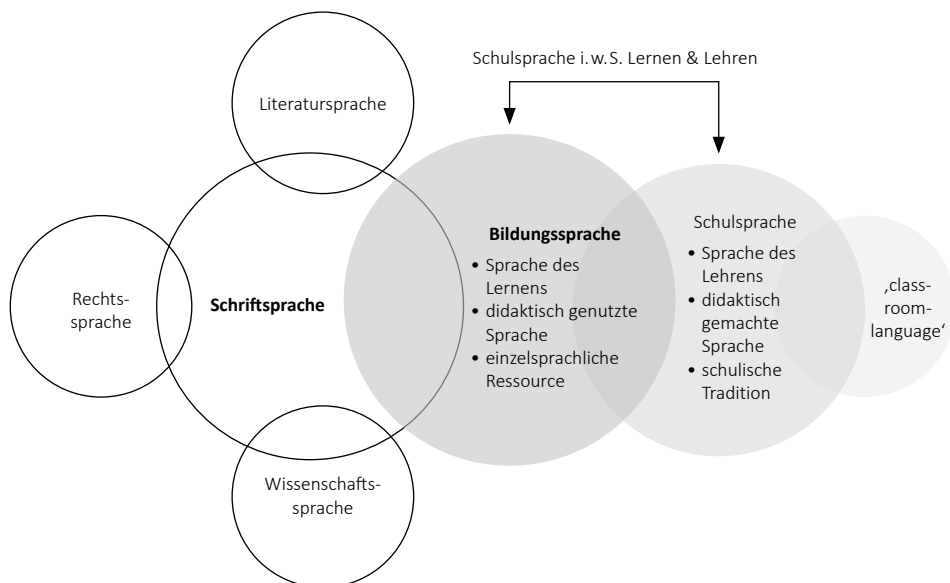 Schulsprache i. w. S. Lernen & Lehren
Literatursprache
Rechts-
sprache
Schriftsprache
Wissenschafts-
sprache
Bildungssprache
• Sprache des
Lernens
• didaktisch genutzte
Sprache
• einzelsprachliche
Ressource
Schulsprache
• Sprache des
Lehrens
• didaktisch
gemachte
Sprache
• schulische
Tradition
‚class-
room-
language‘